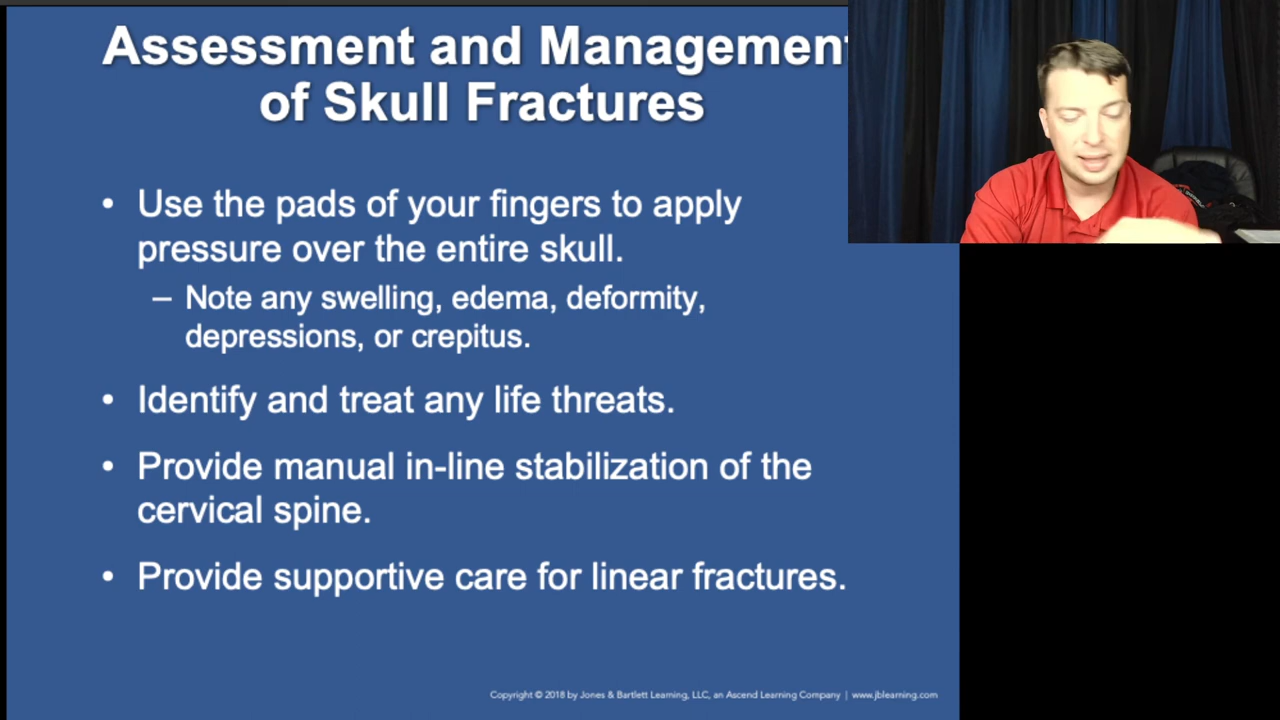 Assessment and Management
of Skull Fractures
• Use the pads of your fingers to apply
pressure over the entire skull.
– Note any swelling, edema, deformity,
depressions, or crepitus.
• Identify and treat any life threats.
• Provide manual in-line stabilization of the
cervical spine.
• Provide supportive care for linear fractures.
Copyright © 2018 by Jones & Bartlett Learning, LLC, an Ascend Learning Company | www.jblearning.com